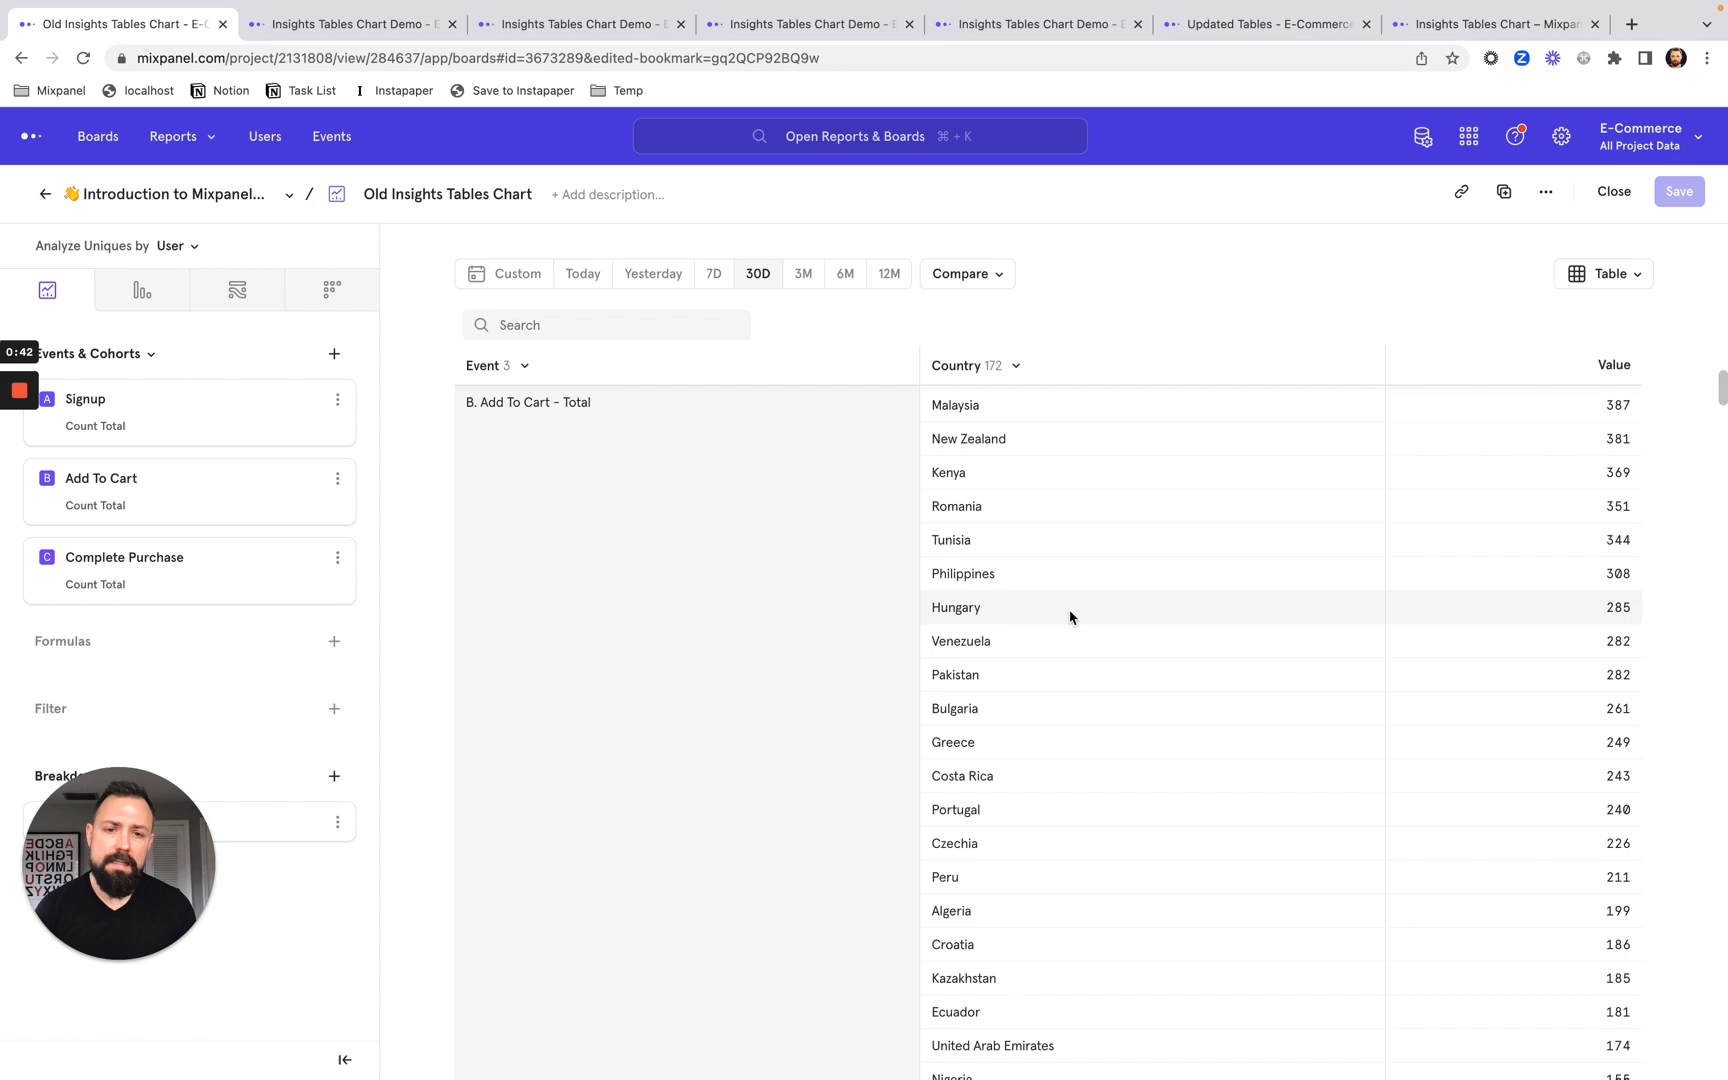 Old Insights Tables Chart - E-C
Insights Tables Chart Demo - E
Insights Tables Chart Demo - E
Insights Tables Chart Demo - E
Insights Tables Chart Demo - E
Updated Tables - E-Commerce
Insights Tables Chart – Mixpan
mixpanel.com/project/2131808/view/284637/app/boards#id=3673289&edited-bookmark=gq2QCP92BQ9w
Mixpanel
localhost
Notion
Task List
Instapaper
Save to Instapaper
Temp
Boards
Reports
Users
Events
Open Reports & Boards ⌘ + K
E-Commerce
All Project Data
👋 Introduction to Mixpanel... / Old Insights Tables Chart
+ Add description...
Close
Save
Analyze Uniques by User
Custom
Today
Yesterday
7D
30D
3M
6M
12M
Compare
Table
Search
0:42
Events & Cohorts
A Signup
Count Total
B Add To Cart
Count Total
C Complete Purchase
Count Total
Formulas
Filter
ABCDE
Event 3
Country 172
Value
B. Add To Cart - Total
Malaysia 387
New Zealand 381
Kenya 369
Romania 351
Tunisia 344
Philippines 308
Hungary 285
Venezuela 282
Pakistan 282
Bulgaria 261
Greece 249
Costa Rica 243
Portugal 240
Czechia 226
Peru 211
Algeria 199
Croatia 186
Kazakhstan 185
Ecuador 181
United Arab Emirates 174
Nigeria 155